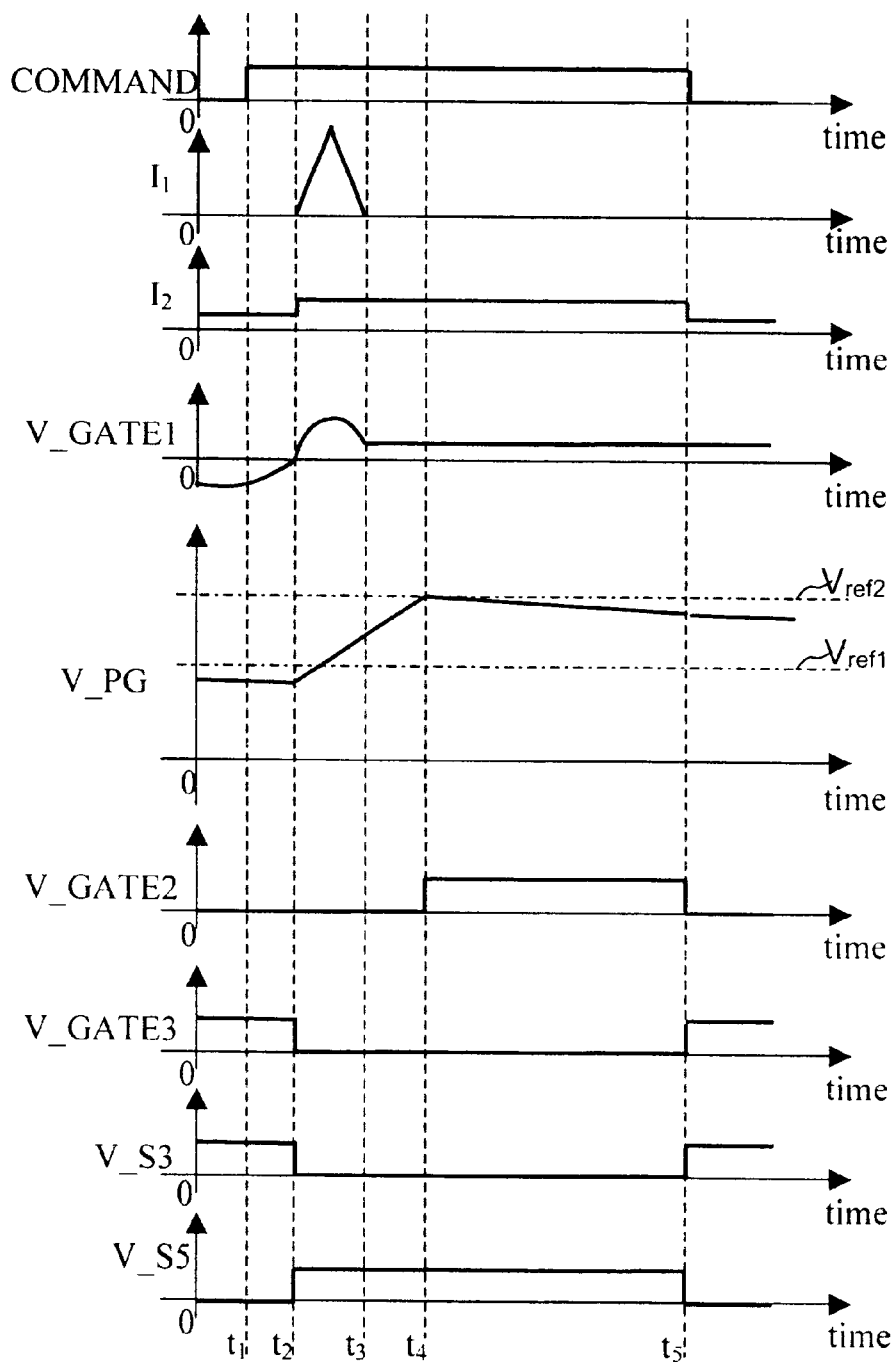 COMMAND
0
time
I1
0
time
I2
0
time
V_GATE1
0
time
Vref2
Vref1
V_PG
0
time
V_GATE2
0
time
V_GATE3
0
time
V_S3
0
time
V_S5
0
time
t1 t2 t3 t4 t5